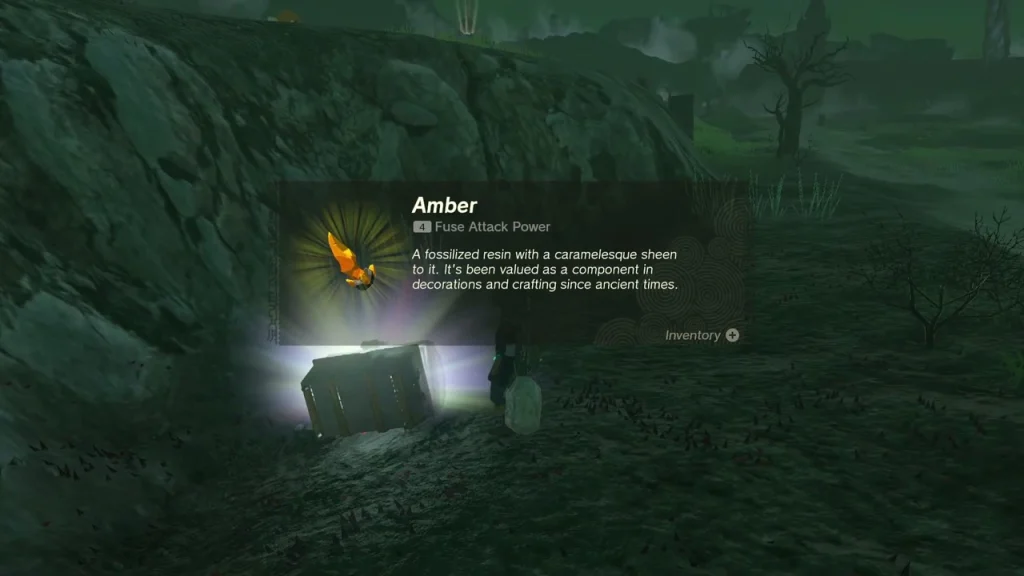 Amber
4 Fuse Attack Power
A fossilized resin with a caramelesque sheen
to it. It's been valued as a component in
decorations and crafting since ancient times.
Inventory